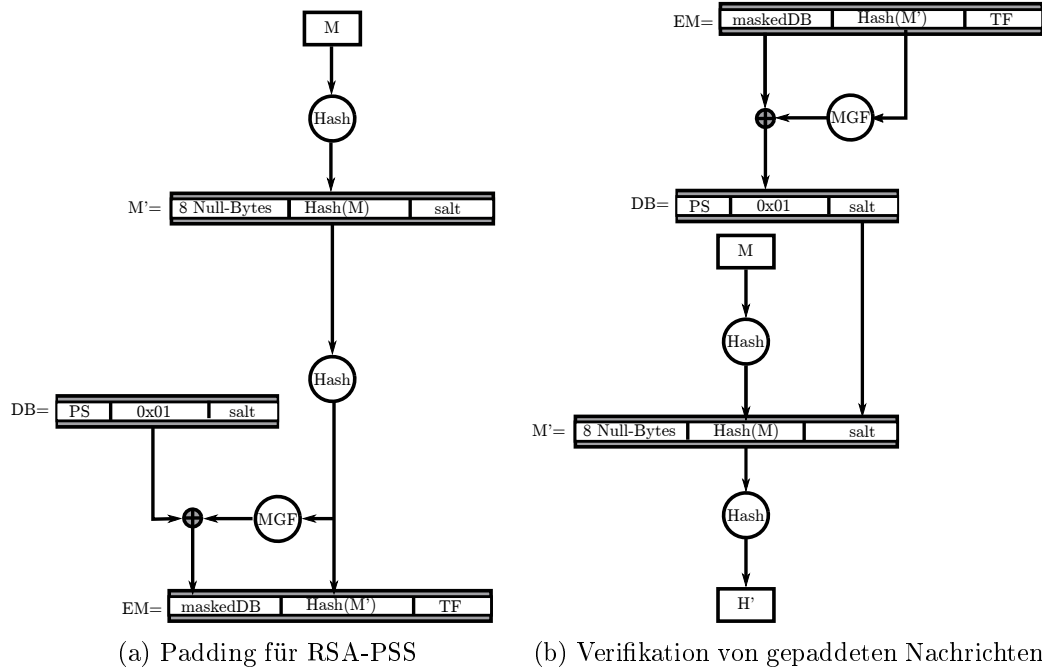 M
Hash
M'= 8 Null-Bytes Hash(M) salt
Hash
DB= PS 0x01 salt
MGF
EM= maskedDB Hash(M') TF
(a) Padding für RSA-PSS
EM= maskedDB Hash(M') TF
MGF
DB= PS 0x01 salt
M
Hash
M'= 8 Null-Bytes Hash(M) salt
Hash
H'
(b) Verifikation von gepaddeten Nachrichten